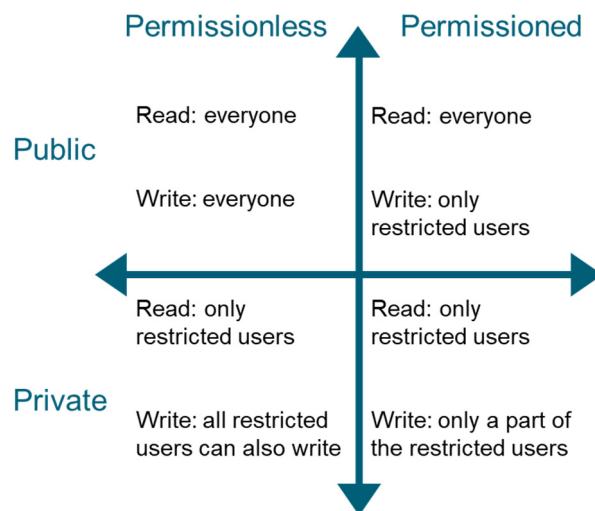 Permissionless Permissioned
Public
Read: everyone
Write: everyone
Read: everyone
Write: only
restricted users
Private
Read: only
restricted users
Write: all restricted
users can also write
Read: only
restricted users
Write: only a part of
the restricted users